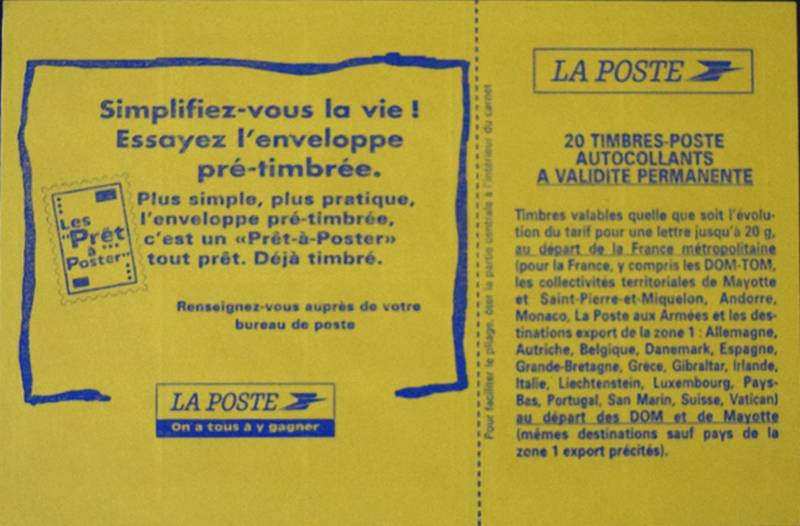 Simplifiez-vous la vie !
Essayez l'enveloppe
pré-timbrée.
Plus simple, plus pratique,
l'enveloppe pré-timbrée,
c'est un «Prêt-à-Poster»
tout prêt. Déjà timbré.
Les
"Prêt
à
Poster"
Renseignez-vous auprès de votre
bureau de poste
LA POSTE
On a tous à y gagner
Pour faciliter le pliage, ôter la partie centrale à l'intérieur du carnet
LA POSTE
20 TIMBRES-POSTE
AUTOCOLLANTS
A VALIDITE PERMANENTE
Timbres valables quelle que soit l'évolu-
tion du tarif pour une lettre jusqu'à 20 g,
au départ de la France métropolitaine
(pour la France, y compris les DOM-TOM,
les collectivités territoriales de Mayotte
et Saint-Pierre-et-Miquelon, Andorre,
Monaco, La Poste aux Armées et les des-
tinations export de la zone 1 : Allemagne,
Autriche, Belgique, Danemark, Espagne,
Grande-Bretagne, Grèce, Gibraltar, Irlande,
Italie, Liechtenstein, Luxembourg, Pays-
Bas, Portugal, San Marin, Suisse, Vatican)
au départ des DOM et de Mayotte
(mêmes destinations sauf pays de la
zone 1 export précités).